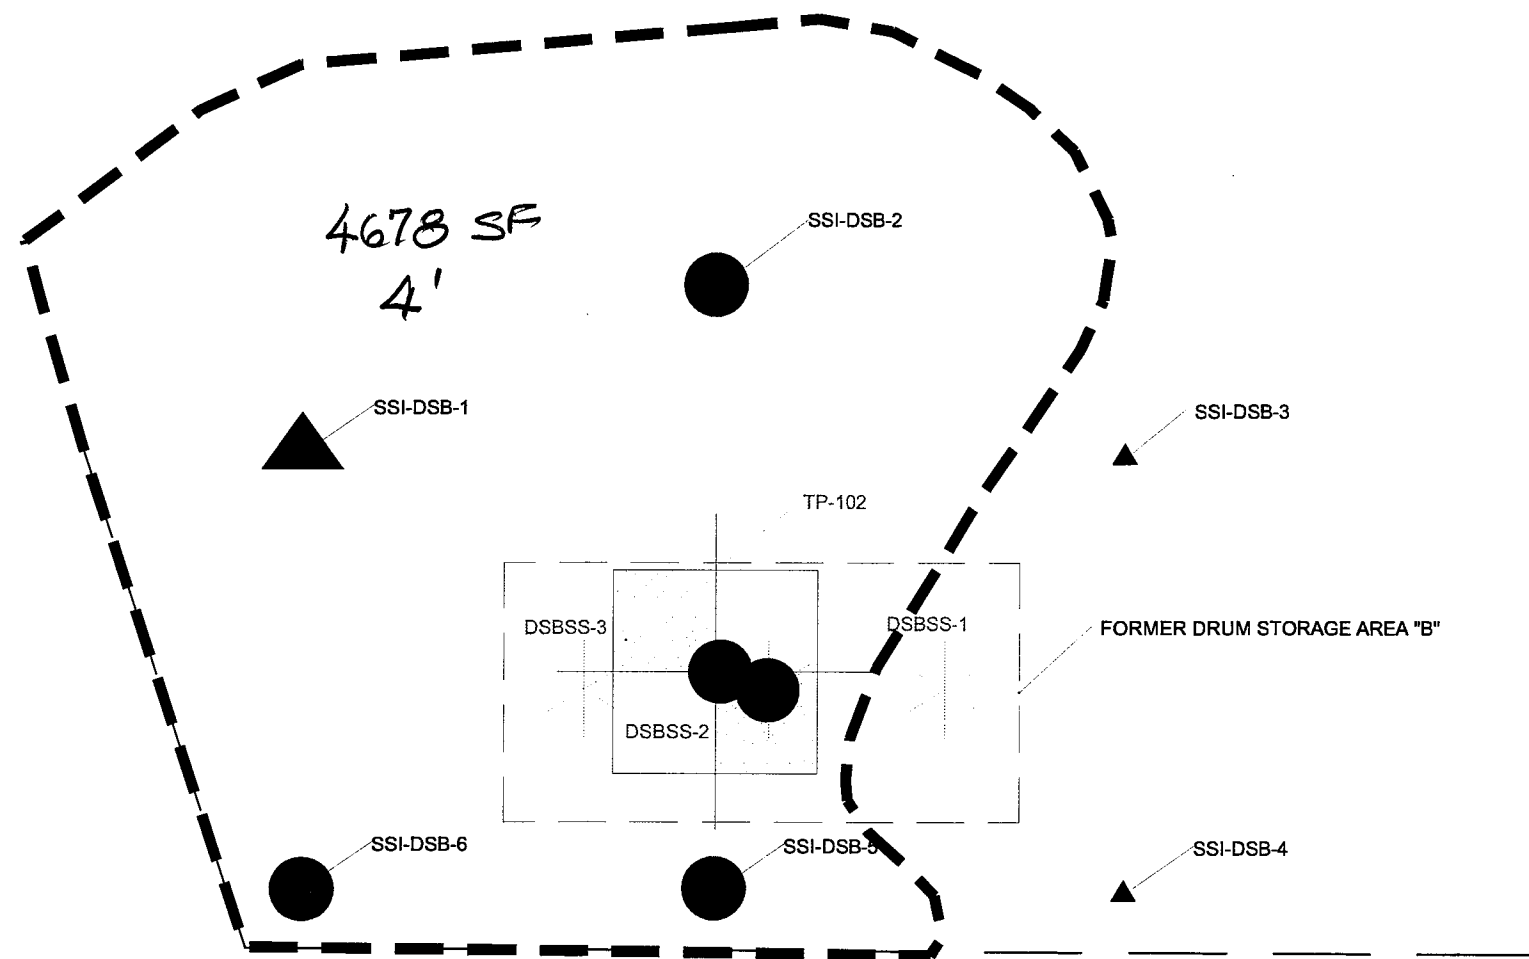 4678 SF
4'
SSI-DSB-2
SSI-DSB-1
SSI-DSB-3
TP-102
DSBSS-3
DSBSS-1
FORMER DRUM STORAGE AREA "B"
DSBSS-2
SSI-DSB-6
SSI-DSB-5
SSI-DSB-4